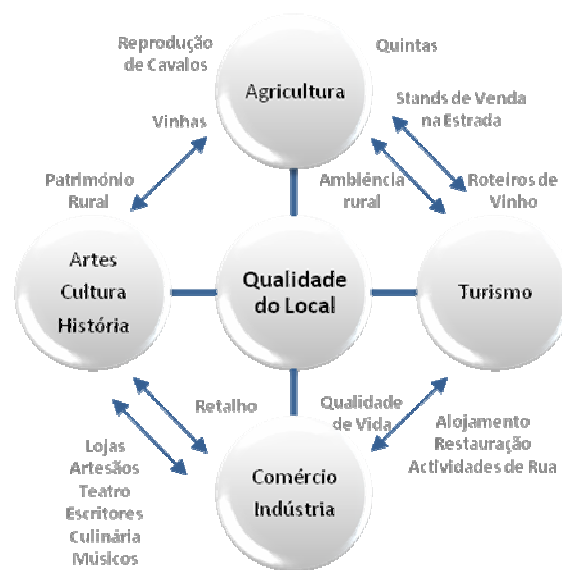 Reprodução
de Cavalos
Quintas
Agricultura
Stands de Venda
na Estrada
Vinhas
Património
Rural
Ambiência
rural
Roteiros de
Vinho
Artes
Cultura
História
Qualidade
do Local
Turismo
Retalho
Qualidade
de Vida
Lojas
Artesãos
Teatro
Escritores
Culinária
Músicos
Comércio
Indústria
Alojamento
Restauração
Actividades de Rua